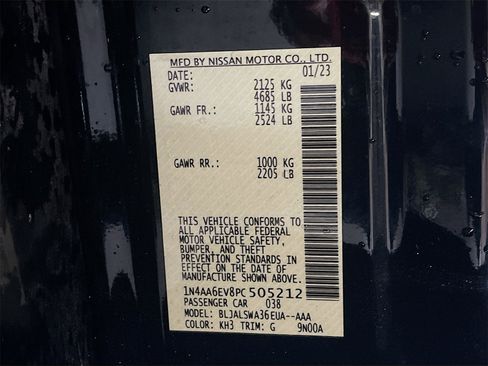 MFD BY NISSAN MOTOR CO., LTD.
DATE: 01/23
GVWR: 2125 KG
4685 LB
GAWR FR.: 1145 KG
2524 LB
GAWR RR.: 1000 KG
2205 LB
THIS VEHICLE CONFORMS TO
ALL APPLICABLE FEDERAL
MOTOR VEHICLE SAFETY,
BUMPER, AND THEFT
PREVENTION STANDARDS IN
EFFECT ON THE DATE OF
MANUFACTURE SHOWN ABOVE.
1N4AA6EV8PC505212
PASSENGER CAR 038
MODEL: BLJALSWA36EUA--AAA
COLOR: KH3 TRIM: G 9N00A